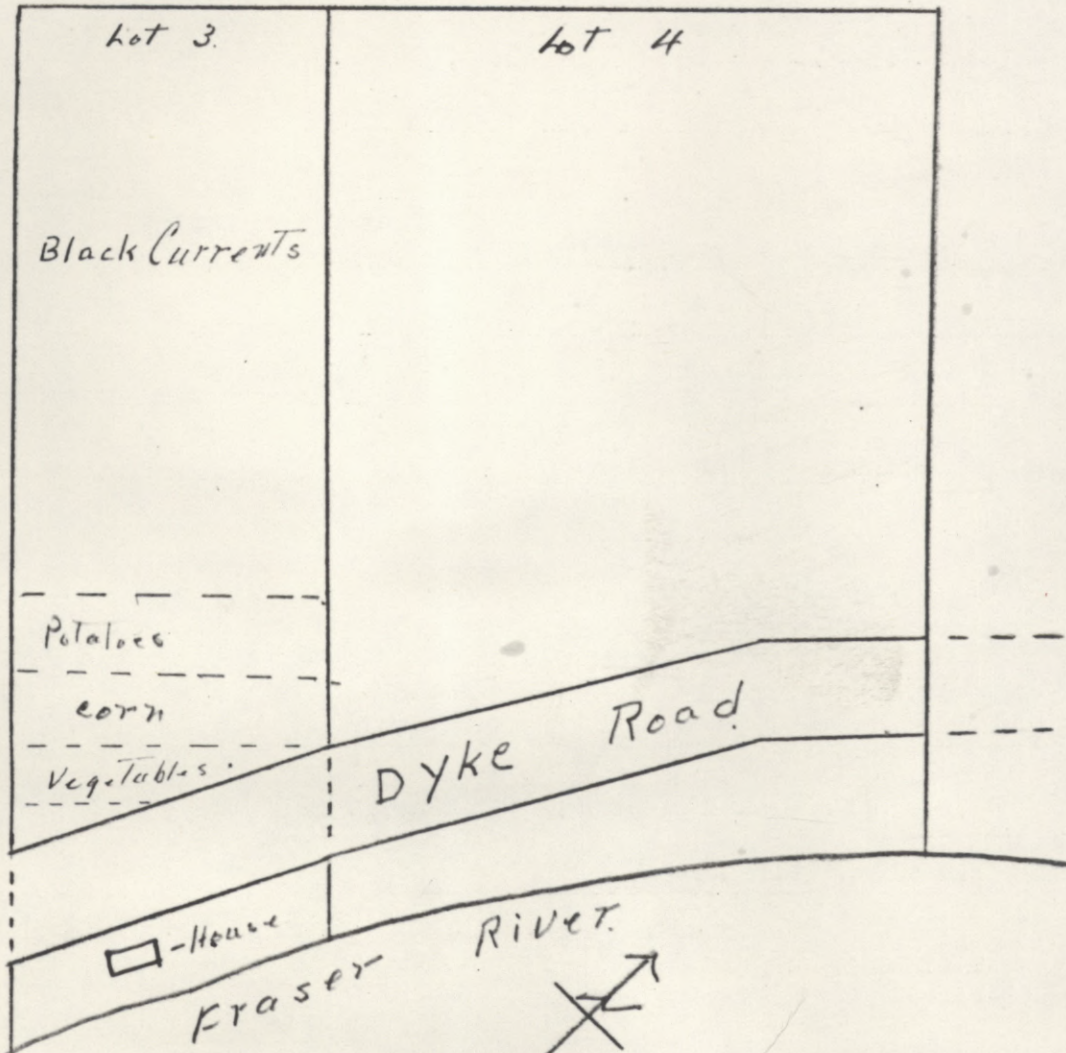 Lot 3.
Lot 4
Black Currents
Potatoes
corn
Vegetables.
Dyke Road
-House
Fraser River.
N